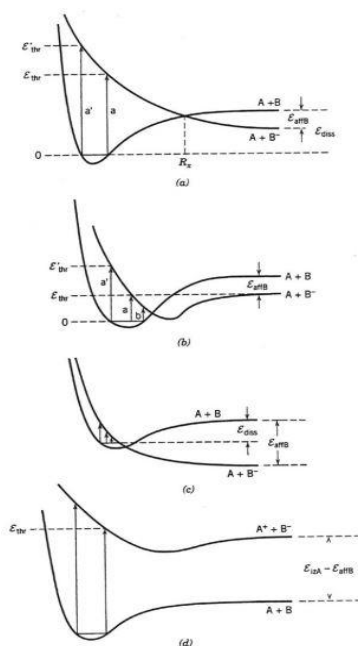 ℰ'thr
ℰthr
a'
a
A + B
ℰaffB
A + B⁻
ℰdiss
0
Rx
(a)
ℰ'thr
ℰthr
a'
a
b
A + B
ℰaffB
A + B⁻
0
(b)
A + B
ℰdiss
ℰaffB
A + B⁻
(c)
ℰthr
A⁺ + B⁻
ℰizA − ℰaffB
A + B
(d)